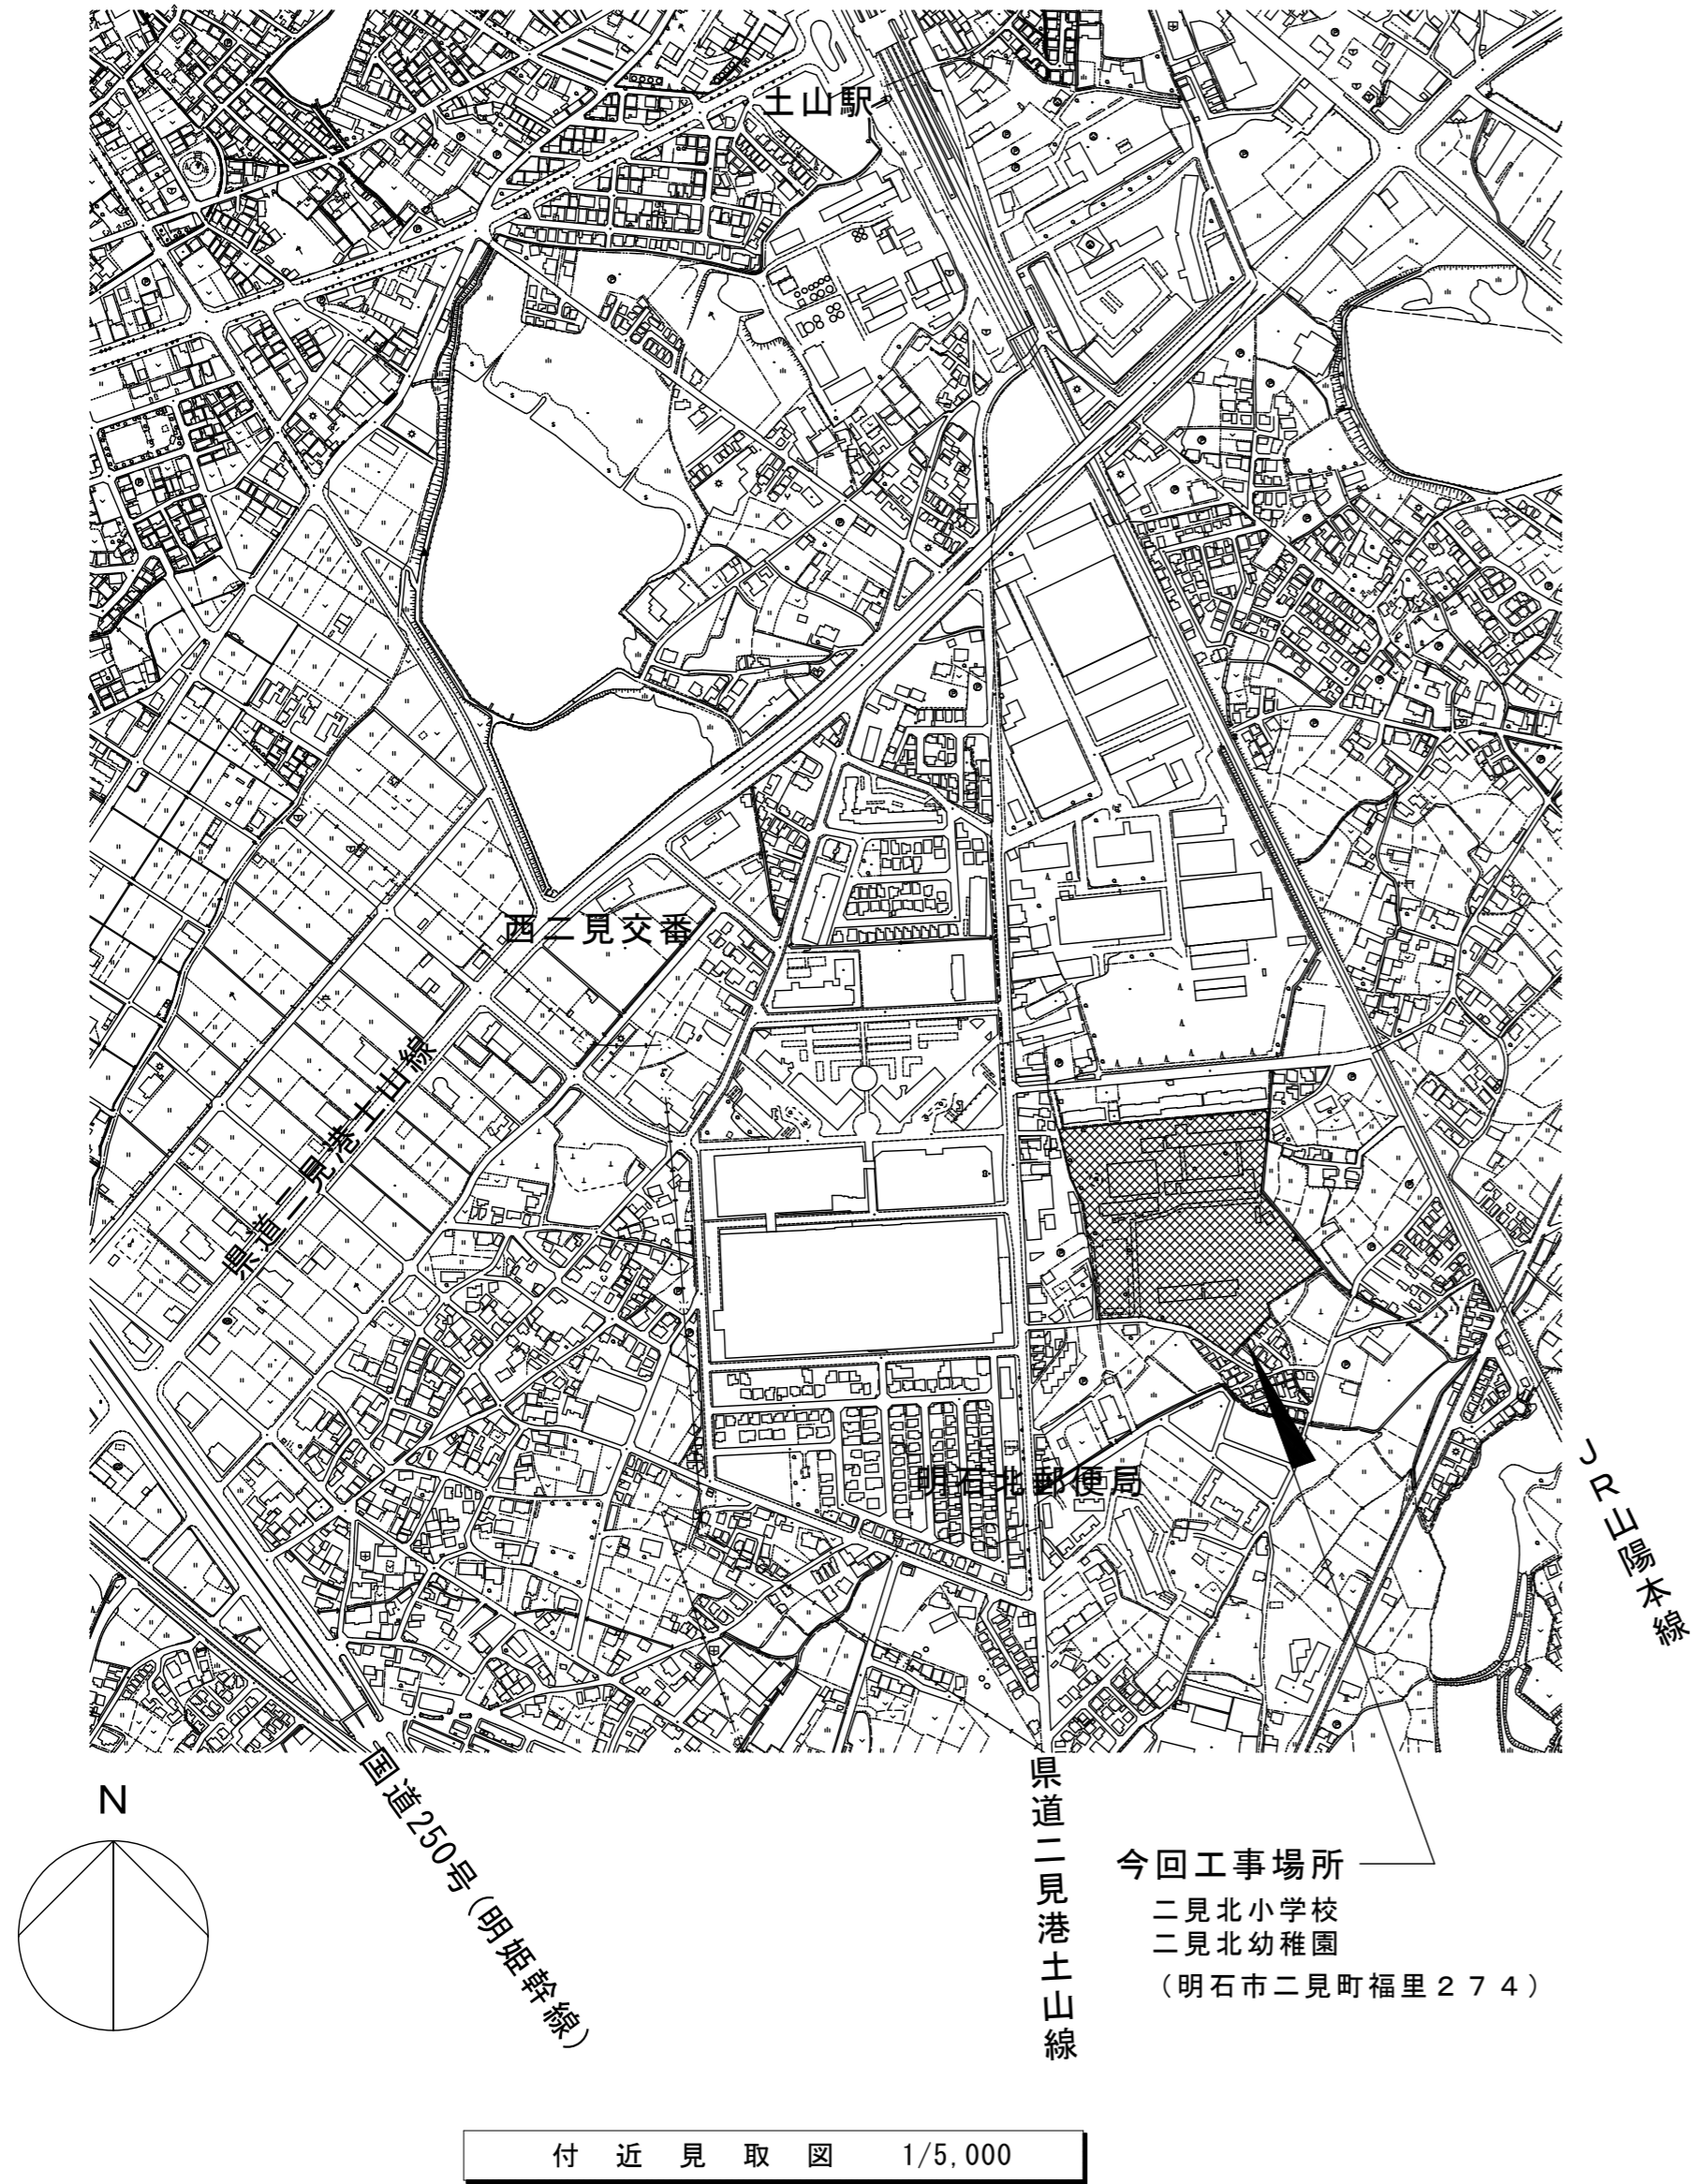 土山駅
西二見交番
県道二見港土山線
明石北郵便局
JR山陽本線
N
国道250号(明姫幹線)
県道二見港土山線
今回工事場所
二見北小学校
二見北幼稚園
(明石市二見町福里274)
付近見取図 1/5,000